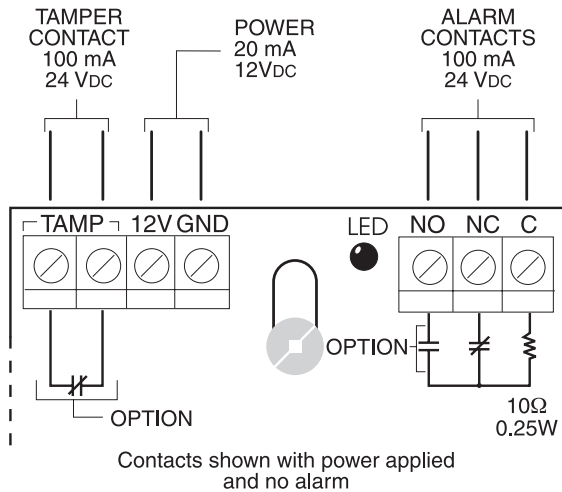 TAMPER
CONTACT
100 mA
24 VDC
POWER
20 mA
12VDC
ALARM
CONTACTS
100 mA
24 VDC
TAMP 12V GND
LED
NO NC C
OPTION
OPTION
10Ω
0.25W
Contacts shown with power applied
and no alarm